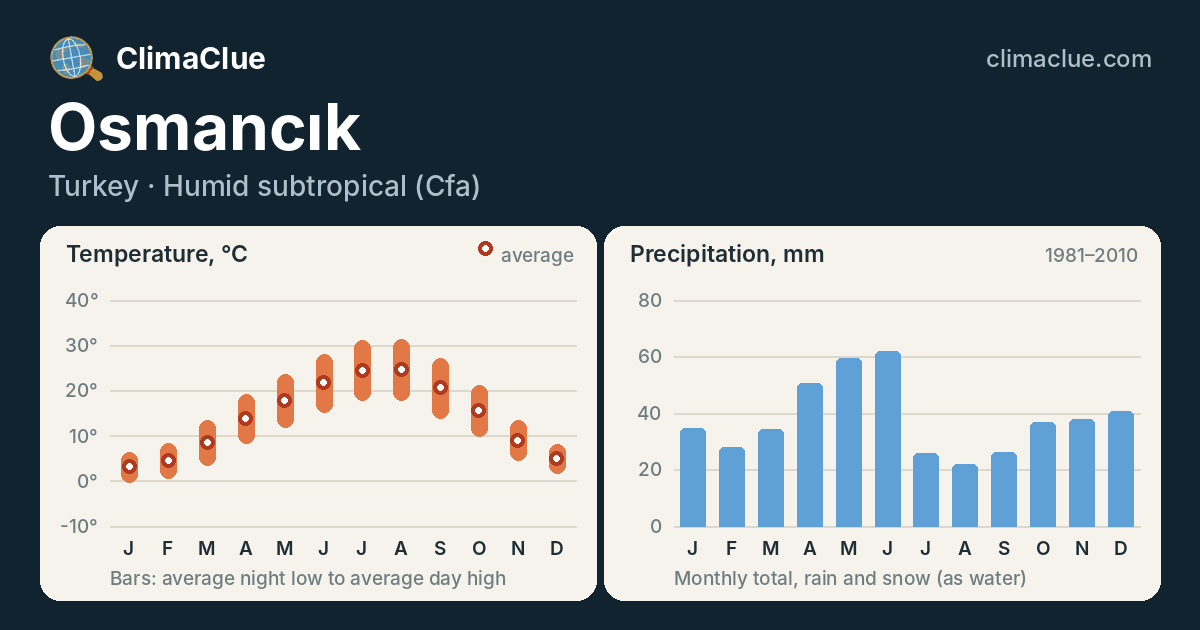 ClimaClue
climaclue.com
Osmancık
Turkey · Humid subtropical (Cfa)
Temperature, °C
average
40°
30°
20°
10°
0°
-10°
J F M A M J J A S O N D
Bars: average night low to average day high
Precipitation, mm
1981–2010
80
60
40
20
0
J F M A M J J A S O N D
Monthly total, rain and snow (as water)